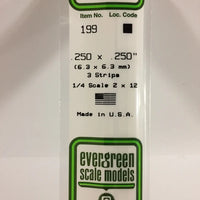 Item No. Loc. Code
199
.250 x .250"
(6.3 x 6.3 mm)
3 Strips
1/4 Scale 2 x 12
Made in U.S.A.
evergreen
scale models